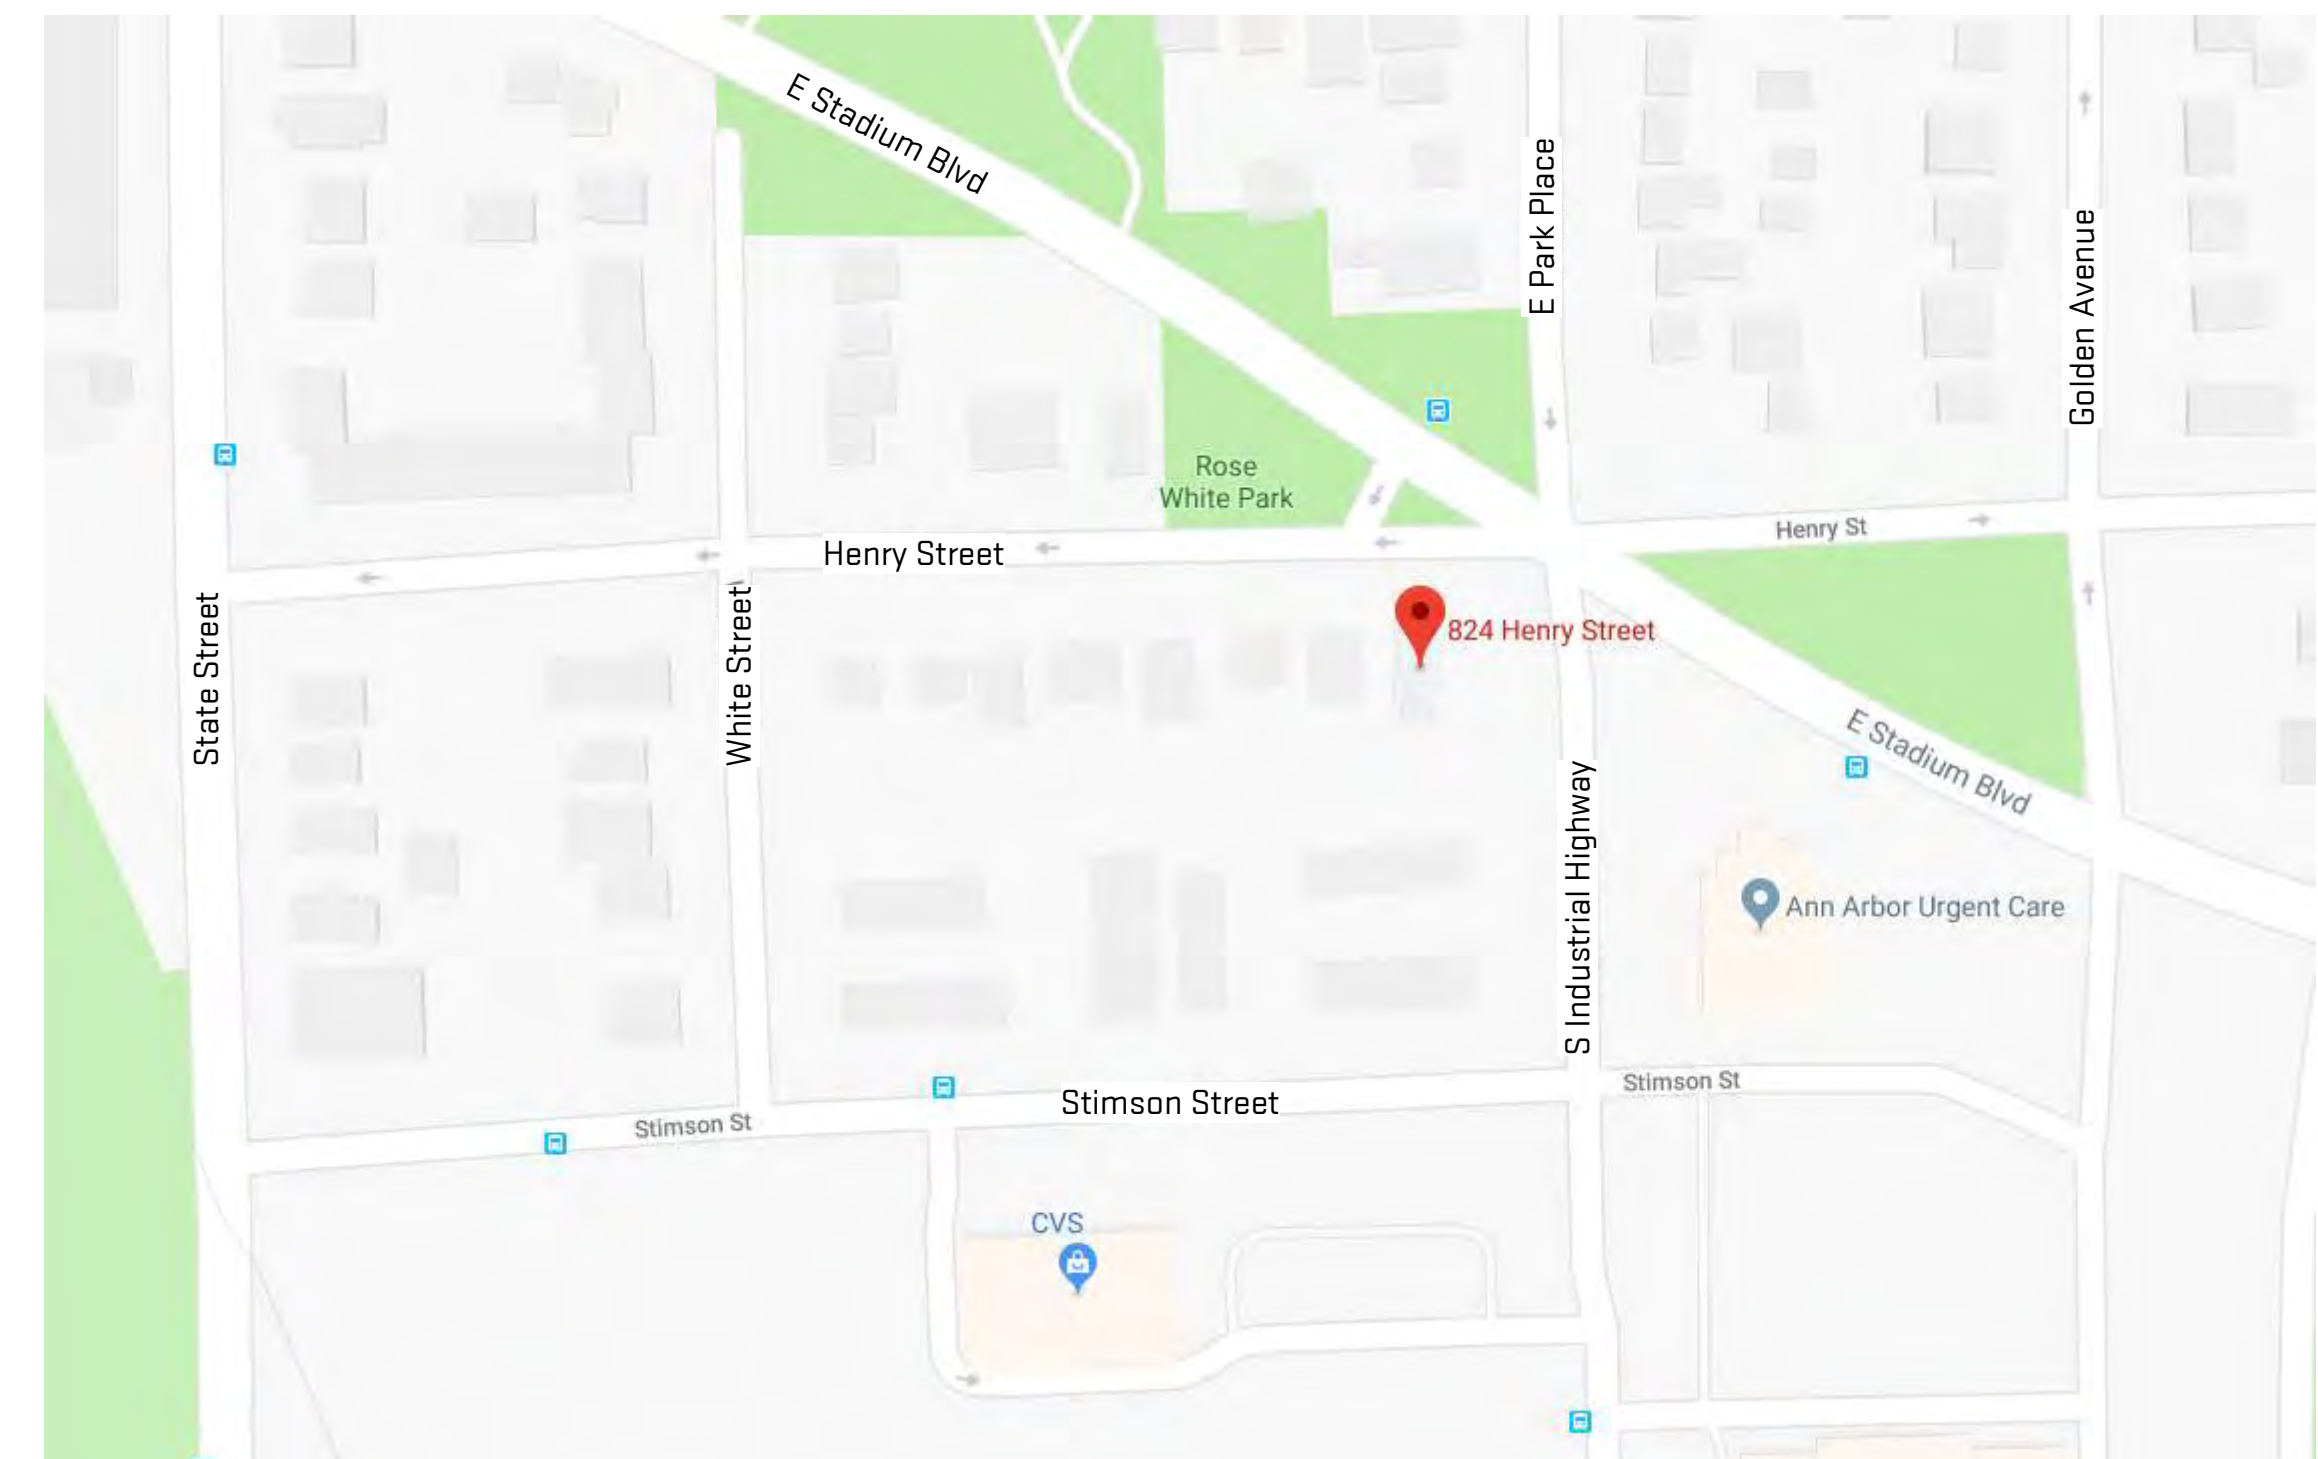 E Stadium Blvd
E Park Place
Golden Avenue
Rose
White Park
Henry St
Henry Street
824 Henry Street
State Street
White Street
E Stadium Blvd
S Industrial Highway
Ann Arbor Urgent Care
Stimson St
Stimson Street
Stimson St
CVS